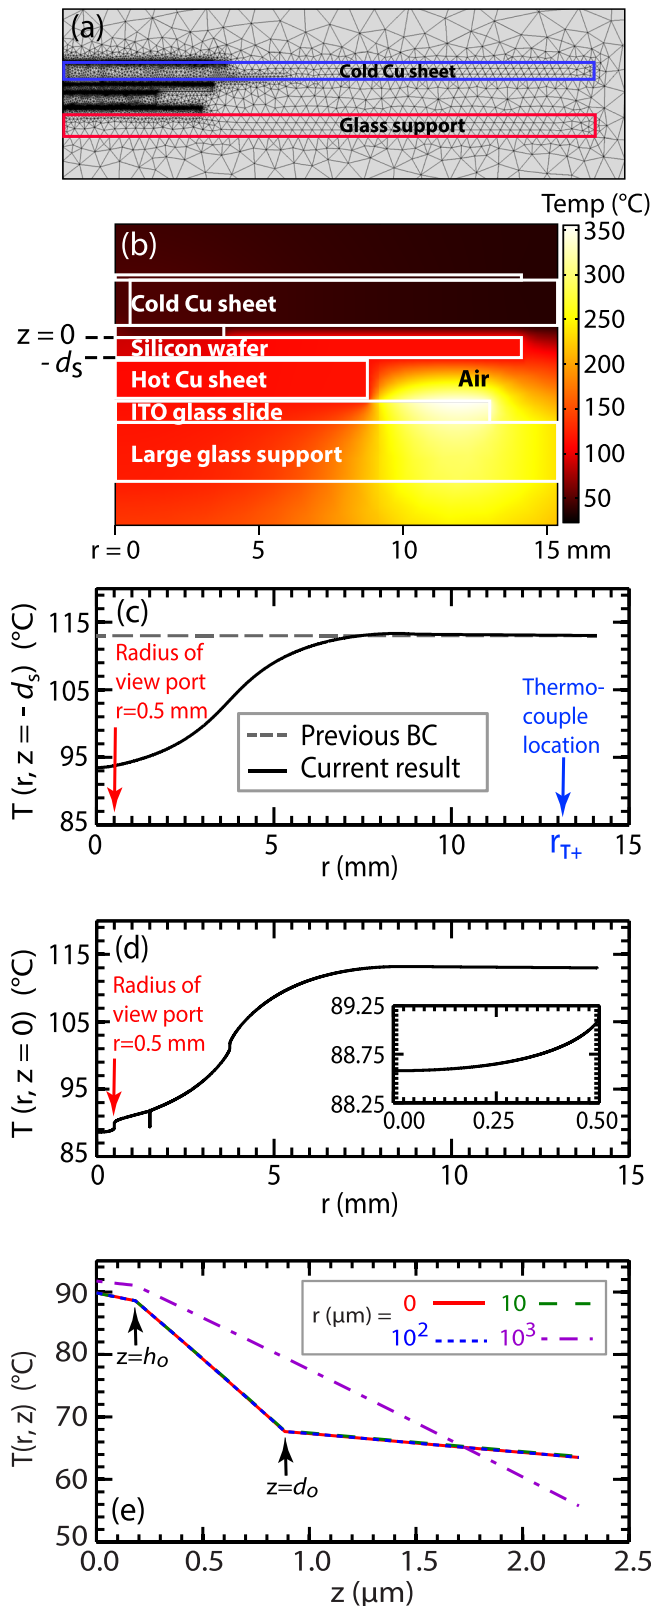 (a)
Cold Cu sheet
Glass support
Temp (°C)
(b)
350
300
250
200
150
100
50
Cold Cu sheet
z = 0
Silicon wafer
- dₛ
Hot Cu sheet
Air
ITO glass slide
Large glass support
r = 0 5 10 15 mm
(c)
T (r, z = - dₛ) (°C)
115
105
95
85
Radius of
view port
r=0.5 mm
Thermo-
couple
location
Previous BC
Current result
0 5 10 15
r (mm)
r_T+
(d)
T (r, z = 0) (°C)
115
105
95
85
Radius of
view port
r=0.5 mm
89.25
88.75
88.25
0.00 0.25 0.50
0 5 10 15
r (mm)
T(r, z) (°C)
90
80
70
60
50
r (µm) = 0 10
10² 10³
z=hₒ
z=dₒ
(e)
0.0 0.5 1.0 1.5 2.0 2.5
z (µm)